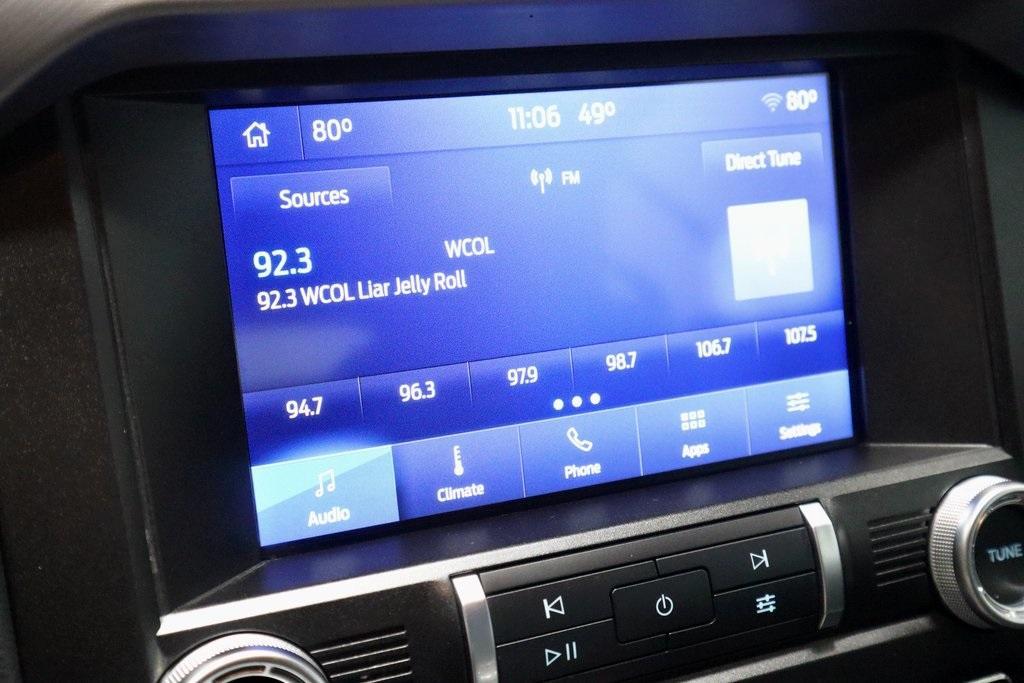 80° 11:06 49° 80°
Sources FM Direct Tune
92.3 WCOL
92.3 WCOL Liar Jelly Roll
94.7 96.3 97.9 98.7 106.7 107.5
Audio Climate Phone Apps Settings
TUNE